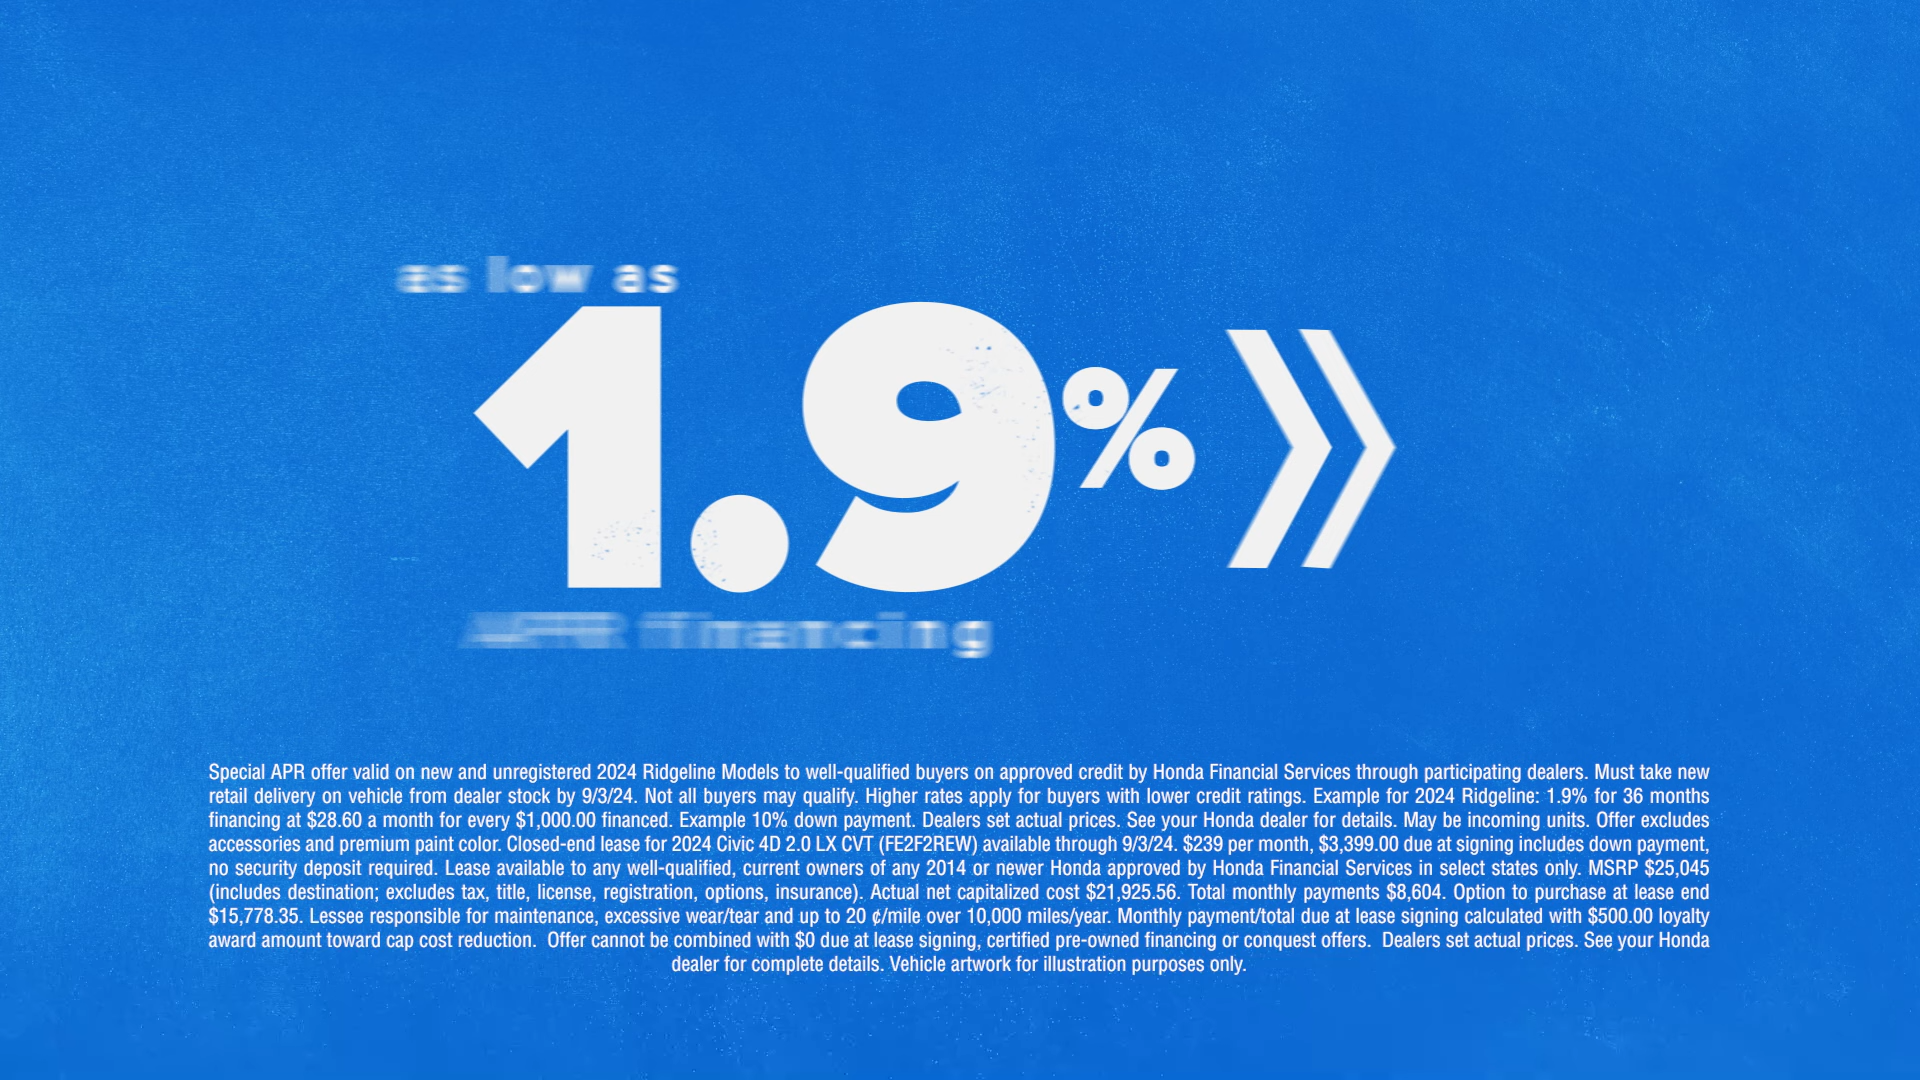 as low as
1.9%
APR financing
Special APR offer valid on new and unregistered 2024 Ridgeline Models to well-qualified buyers on approved credit by Honda Financial Services through participating dealers. Must take new
retail delivery on vehicle from dealer stock by 9/3/24. Not all buyers may qualify. Higher rates apply for buyers with lower credit ratings. Example for 2024 Ridgeline: 1.9% for 36 months
financing at $28.60 a month for every $1,000.00 financed. Example 10% down payment. Dealers set actual prices. See your Honda dealer for details. May be incoming units. Offer excludes
accessories and premium paint color. Closed-end lease for 2024 Civic 4D 2.0 LX CVT (FE2F2REW) available through 9/3/24. $239 per month, $3,399.00 due at signing includes down payment,
no security deposit required. Lease available to any well-qualified, current owners of any 2014 or newer Honda approved by Honda Financial Services in select states only. MSRP $25,045
(includes destination; excludes tax, title, license, registration, options, insurance). Actual net capitalized cost $21,925.56. Total monthly payments $8,604. Option to purchase at lease end
$15,778.35. Lessee responsible for maintenance, excessive wear/tear and up to 20 ¢/mile over 10,000 miles/year. Monthly payment/total due at lease signing calculated with $500.00 loyalty
award amount toward cap cost reduction.  Offer cannot be combined with $0 due at lease signing, certified pre-owned financing or conquest offers.  Dealers set actual prices. See your Honda
dealer for complete details. Vehicle artwork for illustration purposes only.